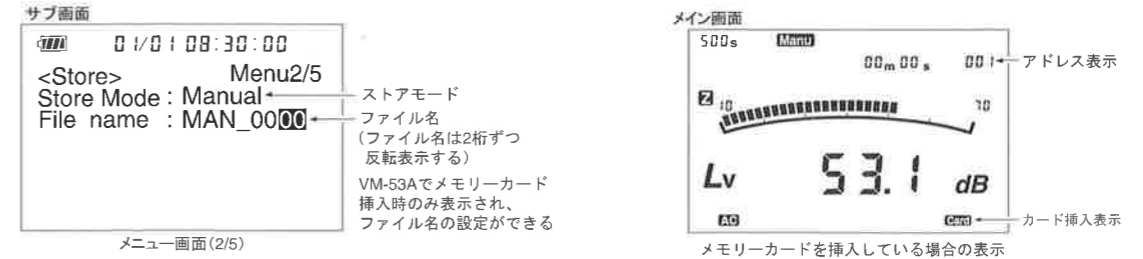 サブ画面
01/01 08:30:00
<Store> Menu2/5
Store Mode : Manual
File name : MAN_0000
ストアモード
ファイル名
(ファイル名は2桁ずつ
反転表示する)
VM-53Aでメモリーカード
挿入時のみ表示され、
ファイル名の設定ができる
メニュー画面(2/5)
メイン画面
500s Manu
00m00s 001
アドレス表示
Z 10 70
Lv 53.1 dB
AC Card
カード挿入表示
メモリーカードを挿入している場合の表示